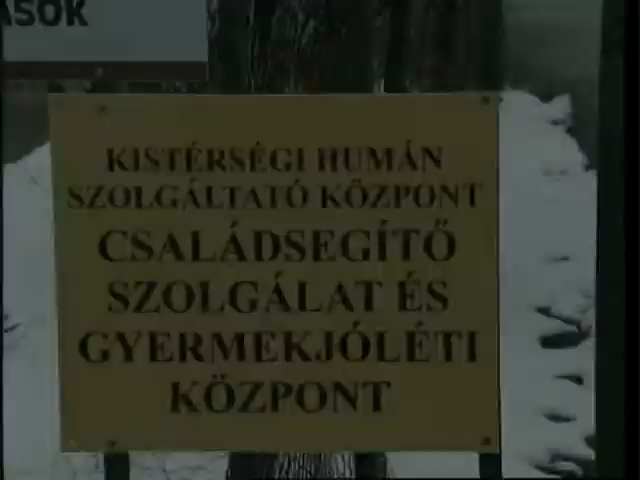 ÁSOK
KISTÉRSÉGI HUMÁN
SZOLGÁLTATÓ KÖZPONT
CSALÁDSEGÍTŐ
SZOLGÁLAT ÉS
GYERMEKJÓLÉTI
KÖZPONT